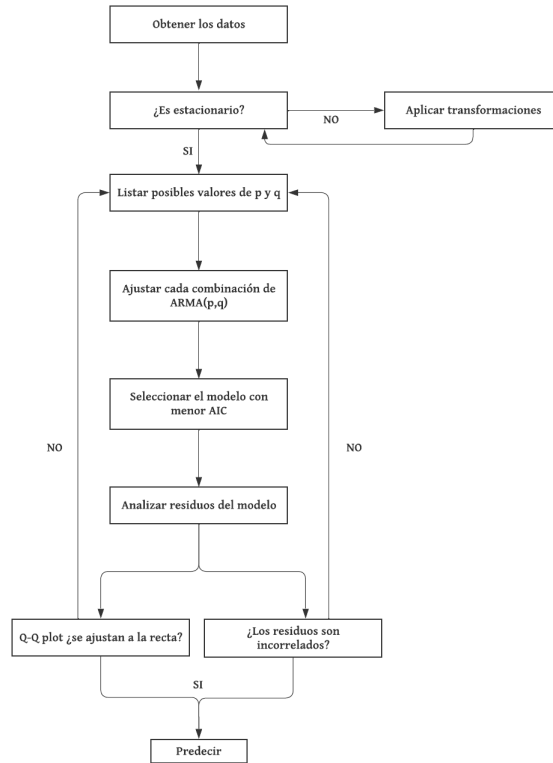 Obtener los datos
¿Es estacionario?
NO
Aplicar transformaciones
SI
Listar posibles valores de p y q
Ajustar cada combinación de
ARMA(p,q)
Seleccionar el modelo con
menor AIC
NO
NO
Analizar residuos del modelo
Q-Q plot ¿se ajustan a la recta?
¿Los residuos son
incorrelados?
SI
Predecir